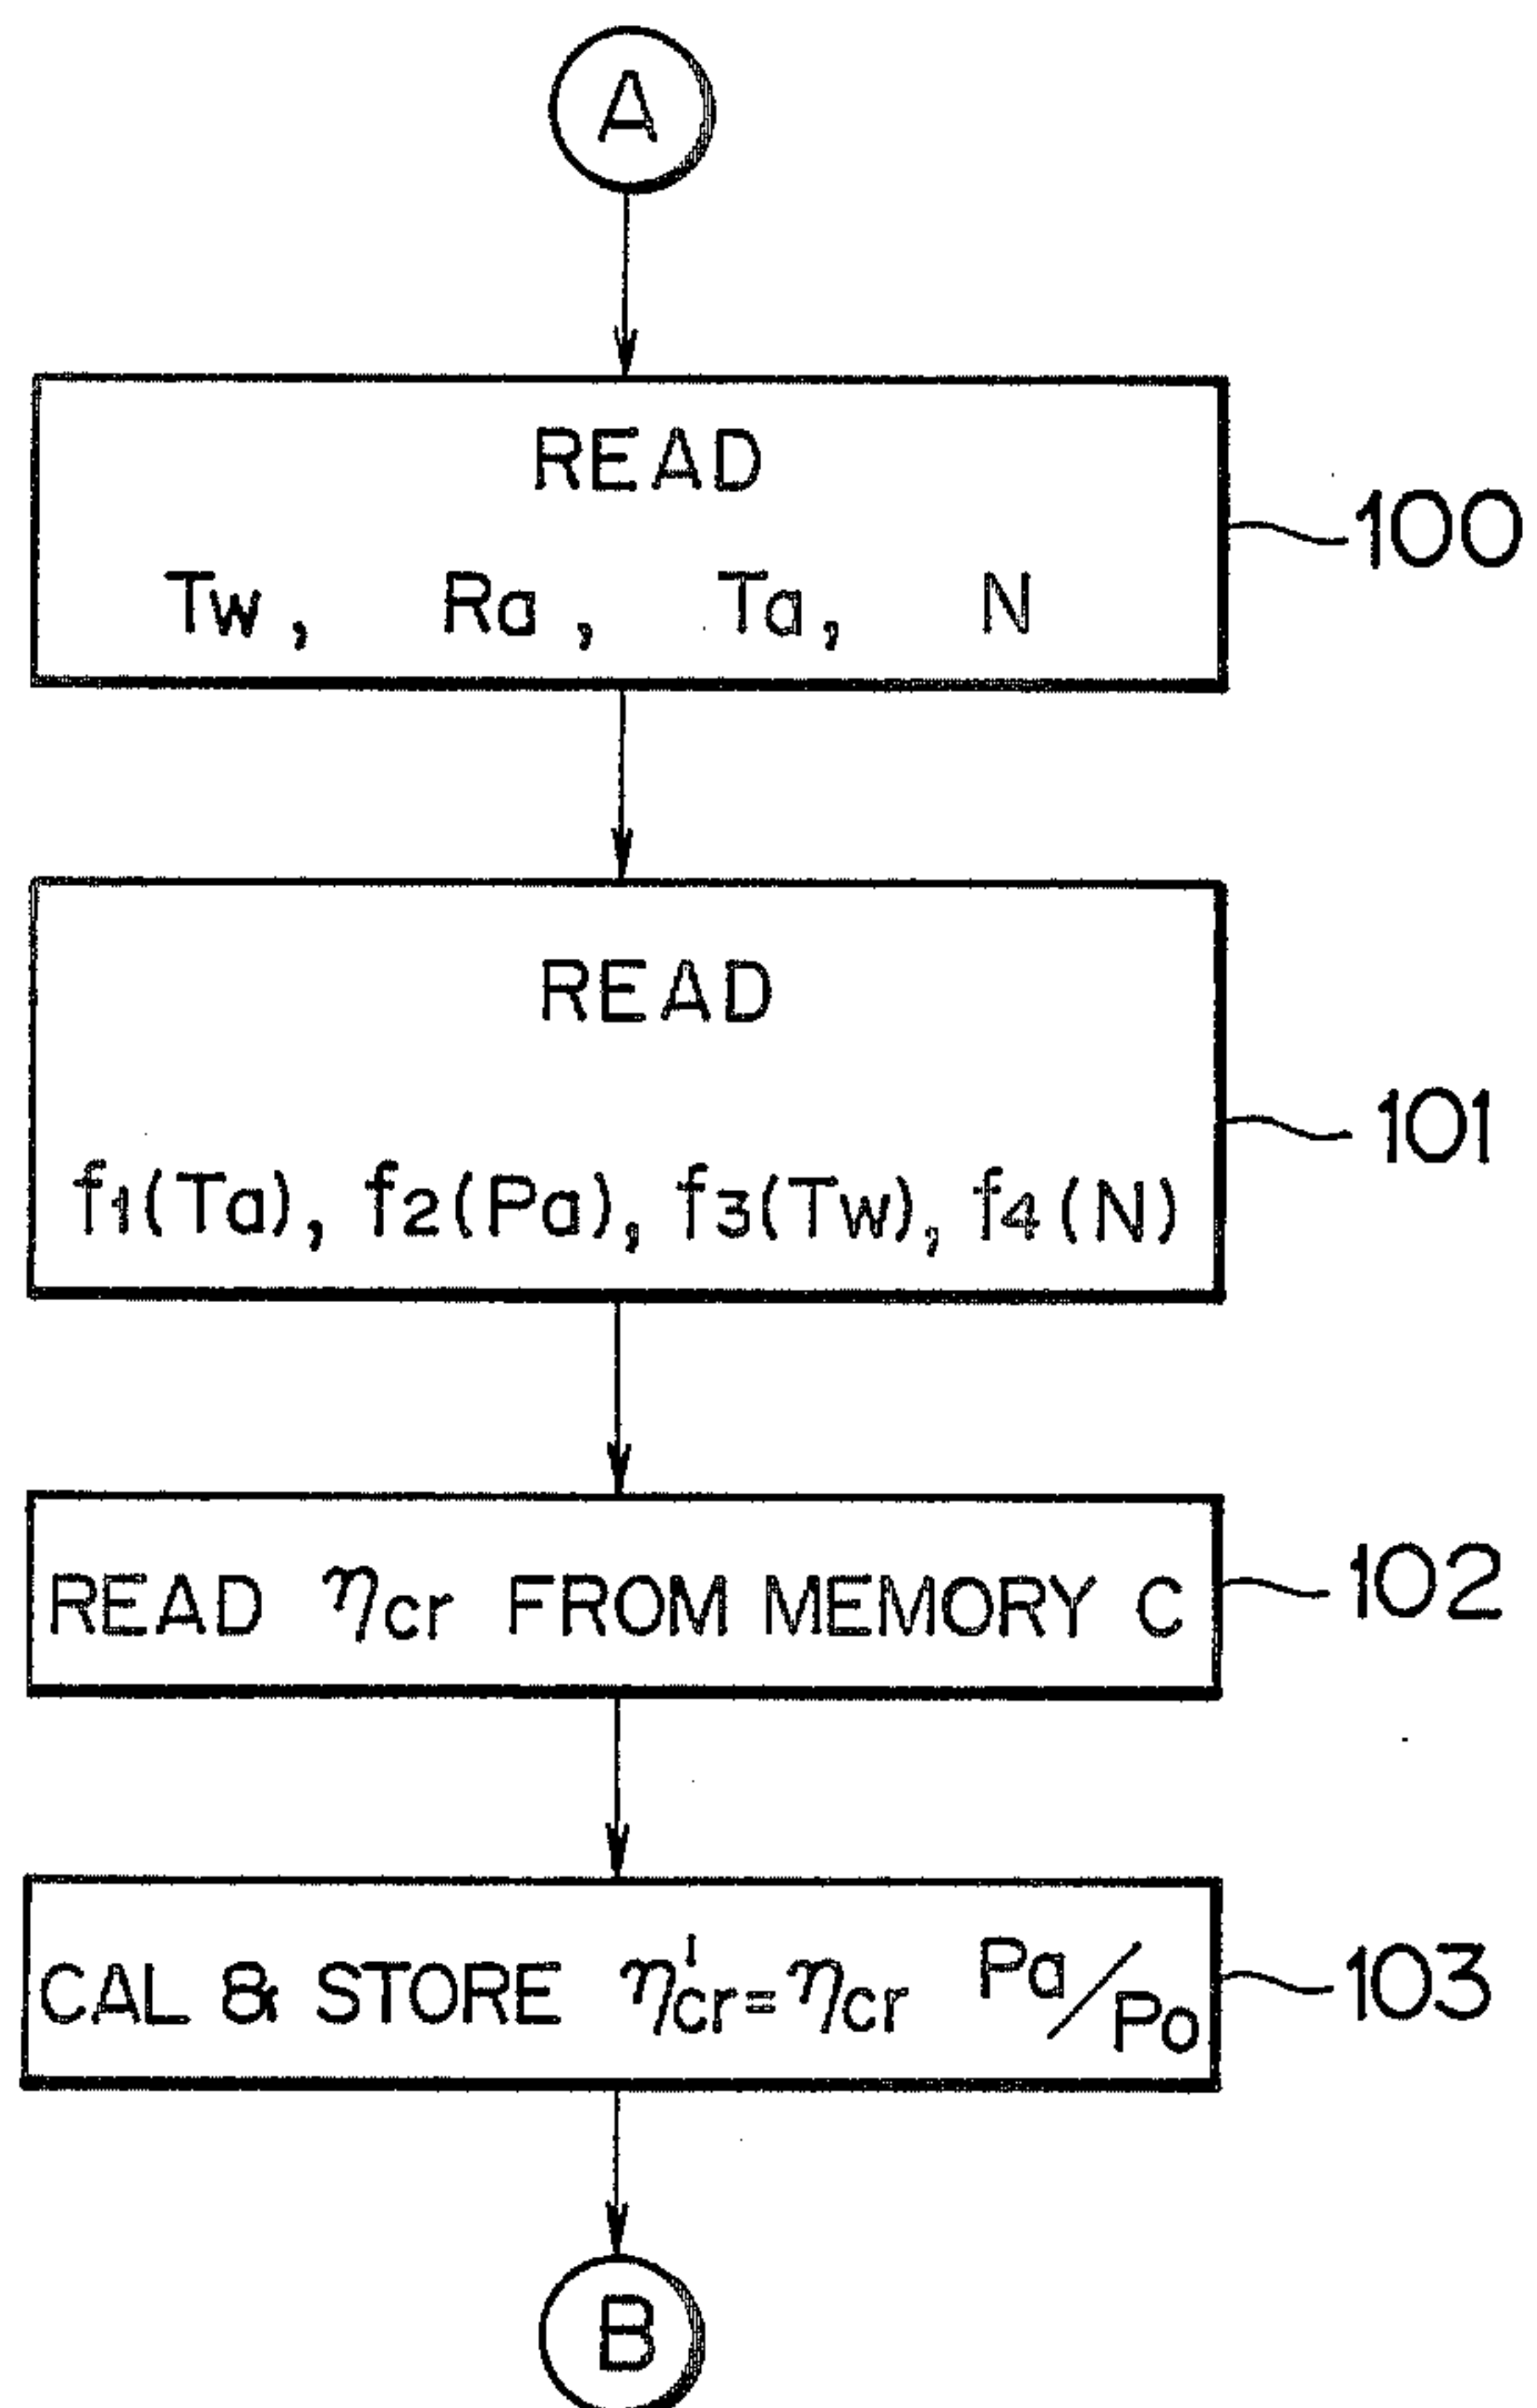 A
READ
Tw, Ra, Ta, N
100
READ
f1(Ta), f2(Pa), f3(Tw), f4(N)
101
READ ηcr FROM MEMORY C
102
CAL & STORE η'cr=ηcr Pa/Po
103
B